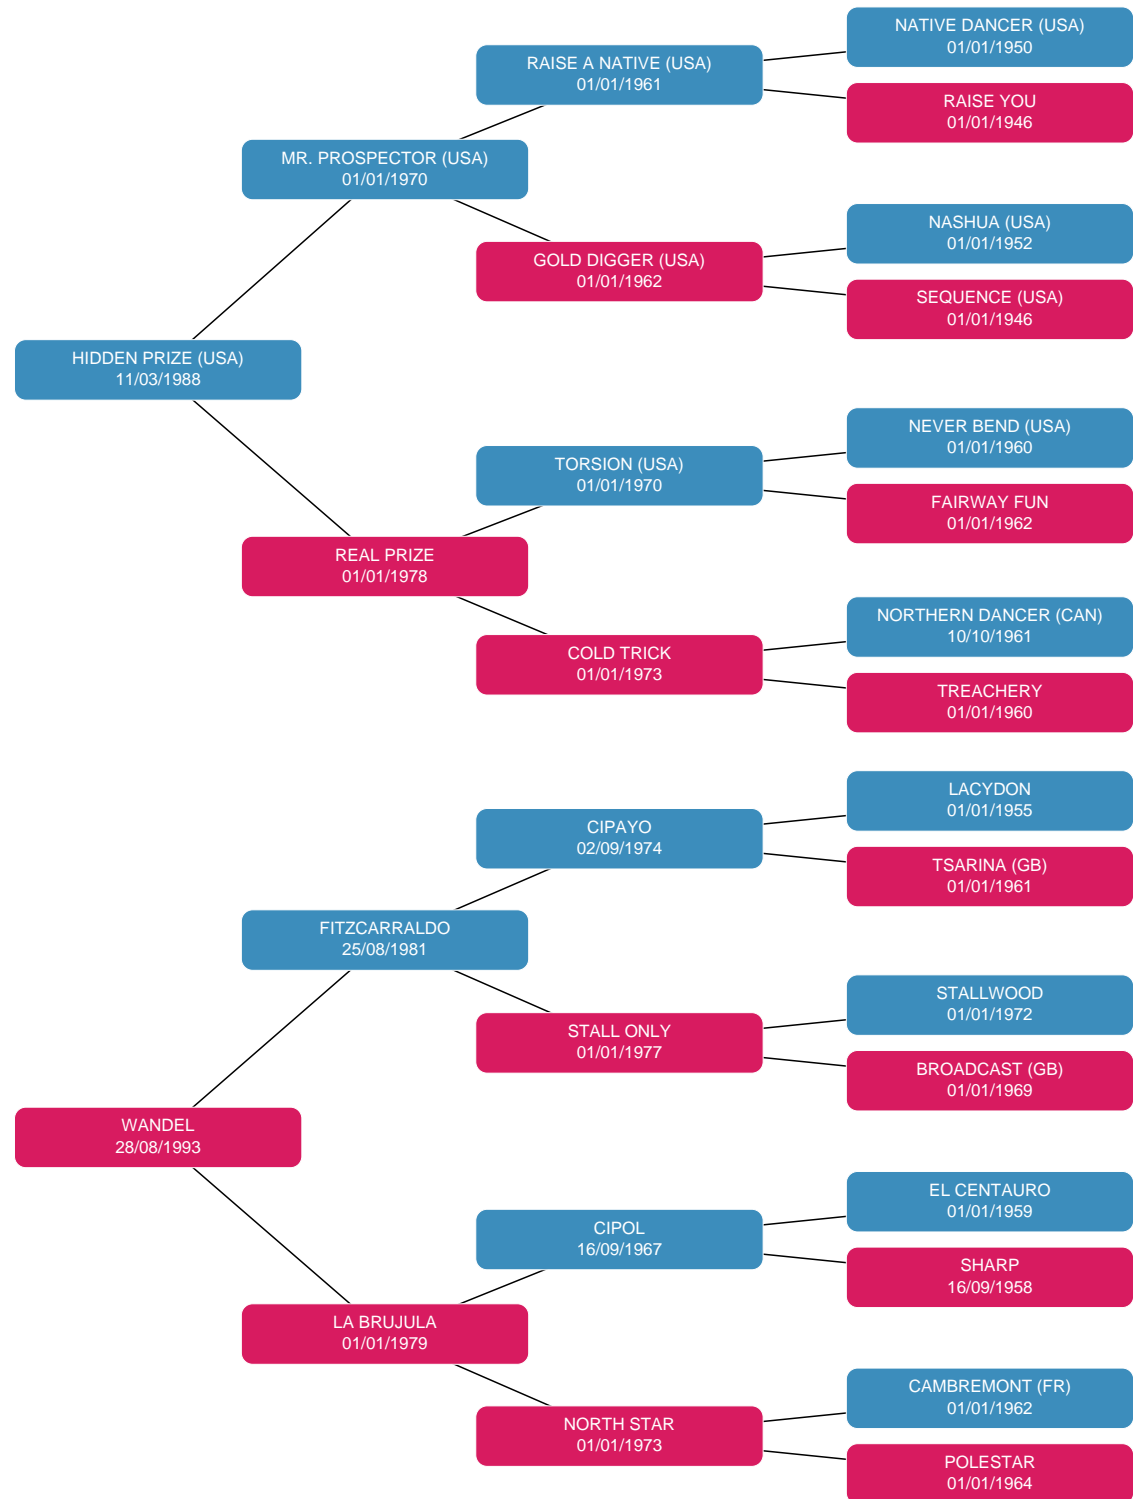 NATIVE DANCER (USA)
01/01/1950
RAISE A NATIVE (USA)
01/01/1961
RAISE YOU
01/01/1946
MR. PROSPECTOR (USA)
01/01/1970
NASHUA (USA)
01/01/1952
GOLD DIGGER (USA)
01/01/1962
SEQUENCE (USA)
01/01/1946
HIDDEN PRIZE (USA)
11/03/1988
NEVER BEND (USA)
01/01/1960
TORSION (USA)
01/01/1970
FAIRWAY FUN
01/01/1962
REAL PRIZE
01/01/1978
NORTHERN DANCER (CAN)
10/10/1961
COLD TRICK
01/01/1973
TREACHERY
01/01/1960
LACYDON
01/01/1955
CIPAYO
02/09/1974
TSARINA (GB)
01/01/1961
FITZCARRALDO
25/08/1981
STALLWOOD
01/01/1972
STALL ONLY
01/01/1977
BROADCAST (GB)
01/01/1969
WANDEL
28/08/1993
EL CENTAURO
01/01/1959
CIPOL
16/09/1967
SHARP
16/09/1958
LA BRUJULA
01/01/1979
CAMBREMONT (FR)
01/01/1962
NORTH STAR
01/01/1973
POLESTAR
01/01/1964